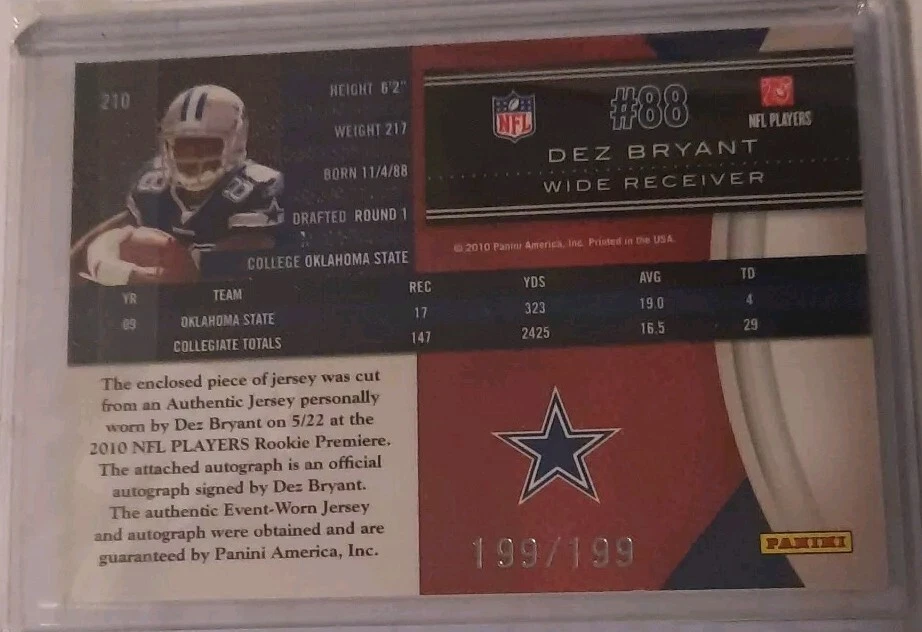 210
HEIGHT 6'2"
WEIGHT 217
BORN 11/4/88
DRAFTED ROUND 1
COLLEGE OKLAHOMA STATE
NFL
#88
NFL PLAYERS
DEZ BRYANT
WIDE RECEIVER
© 2010 Panini America, Inc. Printed in the USA.
YR TEAM REC YDS AVG TD
09 OKLAHOMA STATE 17 323 19.0 4
COLLEGIATE TOTALS 147 2425 16.5 29
The enclosed piece of jersey was cut
from an Authentic Jersey personally
worn by Dez Bryant on 5/22 at the
2010 NFL PLAYERS Rookie Premiere.
The attached autograph is an official
autograph signed by Dez Bryant.
The authentic Event-Worn Jersey
and autograph were obtained and are
guaranteed by Panini America, Inc.
199/199
PANINI